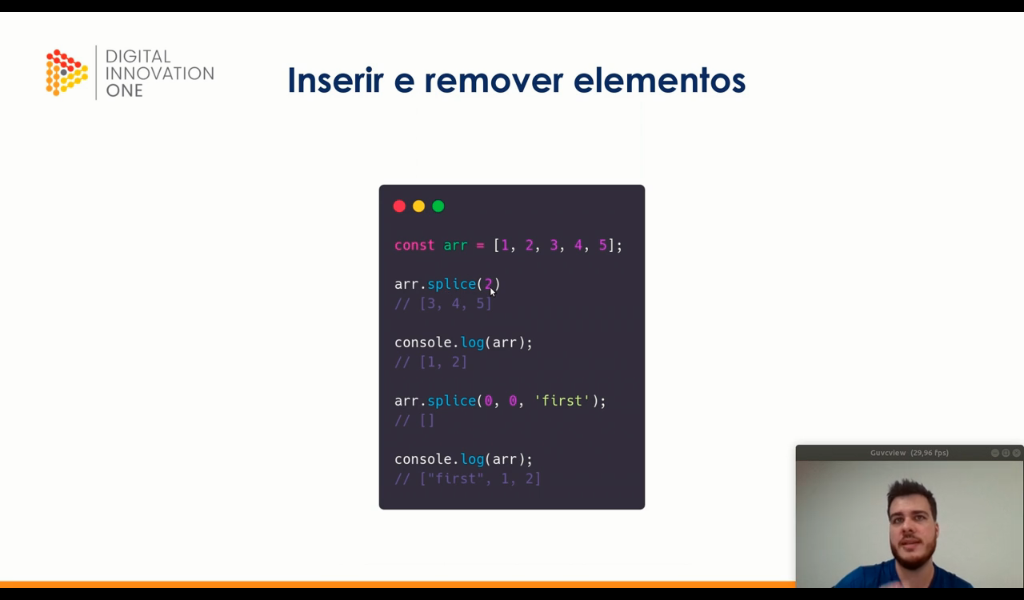 DIGITAL
INNOVATION
ONE
Inserir e remover elementos
const arr = [1, 2, 3, 4, 5];
arr.splice(2)
// [3, 4, 5]
console.log(arr);
// [1, 2]
arr.splice(0, 0, 'first');
// []
console.log(arr);
// ["first", 1, 2]
Guvcview (29,96 fps)